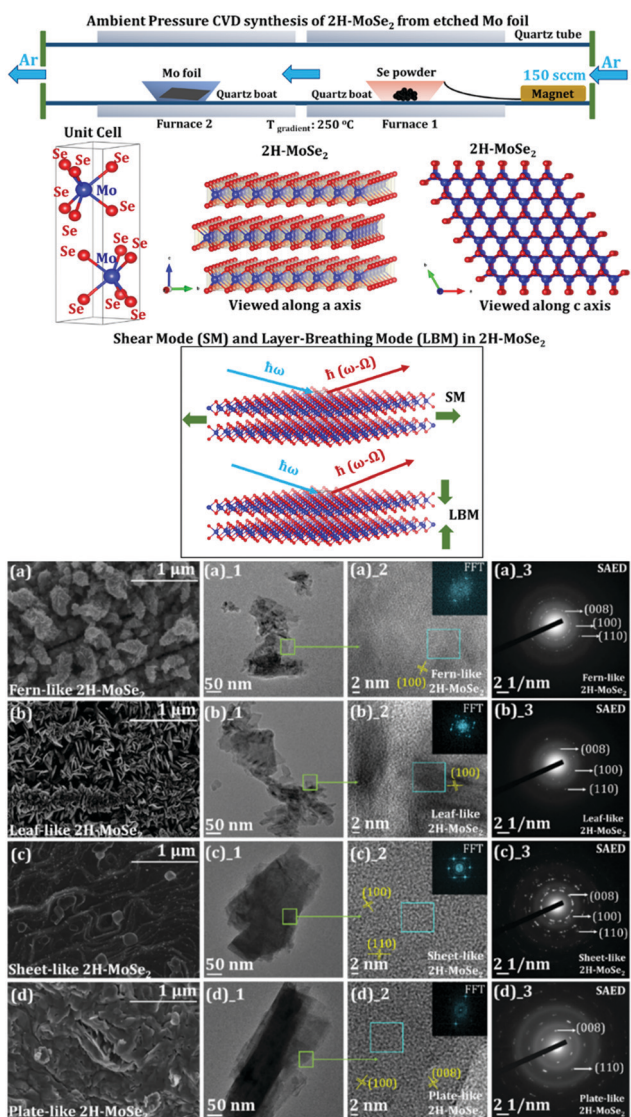 Ambient Pressure CVD synthesis of 2H-MoSe₂ from etched Mo foil
Quartz tube
Ar
Ar
Mo foil
Se powder
150 sccm
Quartz boat
Quartz boat
Magnet
Furnace 2
T gradient: 250 °C
Furnace 1
Unit Cell
2H-MoSe₂
2H-MoSe₂
Se
Se
Se
Se
Mo
Se
Se
Se
Mo
Se
Se
Se
Se
Se
c
b
Viewed along a axis
Viewed along c axis
Shear Mode (SM) and Layer-Breathing Mode (LBM) in 2H-MoSe₂
ħω
ħ (ω-Ω)
SM
ħω
ħ (ω-Ω)
LBM
(a)
1 µm
Fern-like 2H-MoSe₂
(a)_1
50 nm
(a)_2
FFT
(100)
2 nm
Fern-like
2H-MoSe₂
(a)_3
SAED
(008)
(100)
(110)
2 1/nm
Fern-like
2H-MoSe₂
(b)
1 µm
Leaf-like 2H-MoSe₂
(b)_1
50 nm
(b)_2
FFT
(100)
2 nm
Leaf-like
2H-MoSe₂
(b)_3
SAED
(008)
(100)
(110)
2 1/nm
Leaf-like
2H-MoSe₂
(c)
1 µm
Sheet-like 2H-MoSe₂
(c)_1
50 nm
(c)_2
FFT
(100)
(110)
2 nm
Sheet-like
2H-MoSe₂
(c)_3
SAED
(008)
(100)
(110)
2 1/nm
Sheet-like
2H-MoSe₂
(d)
1 µm
Plate-like 2H-MoSe₂
(d)_1
50 nm
(d)_2
FFT
(100)
(008)
2 nm
Plate-like
2H-MoSe₂
(d)_3
SAED
(008)
(110)
2 1/nm
Plate-like
2H-MoSe₂